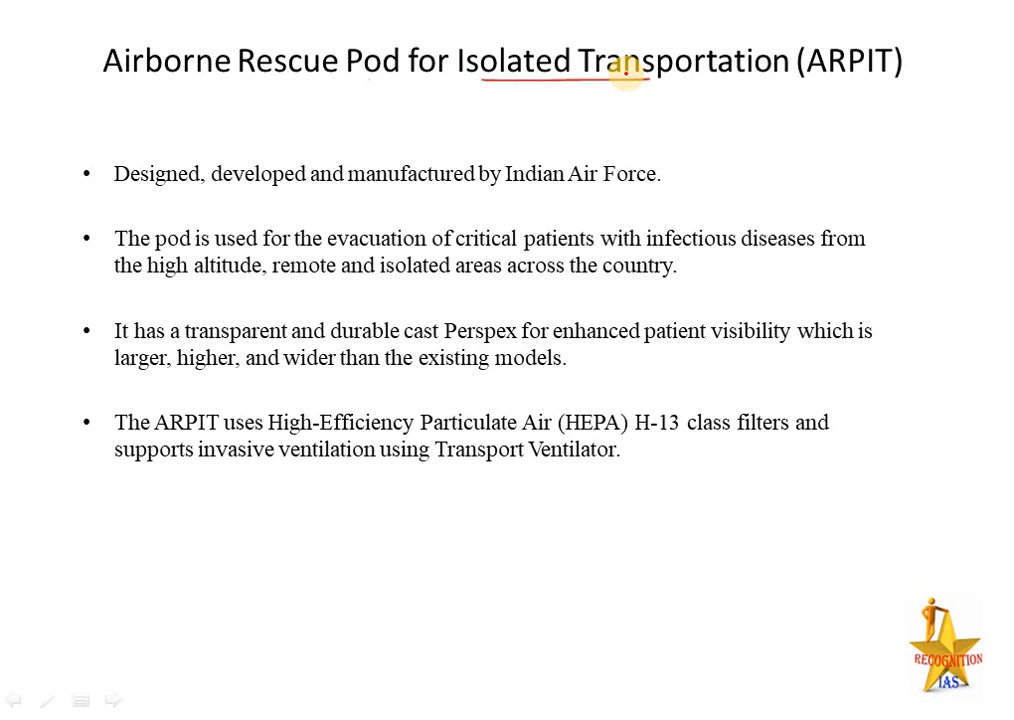 Airborne Rescue Pod for Isolated Transportation (ARPIT)
• Designed, developed and manufactured by Indian Air Force.
• The pod is used for the evacuation of critical patients with infectious diseases from
the high altitude, remote and isolated areas across the country.
• It has a transparent and durable cast Perspex for enhanced patient visibility which is
larger, higher, and wider than the existing models.
• The ARPIT uses High-Efficiency Particulate Air (HEPA) H-13 class filters and
supports invasive ventilation using Transport Ventilator.
RECOGNITION
IAS